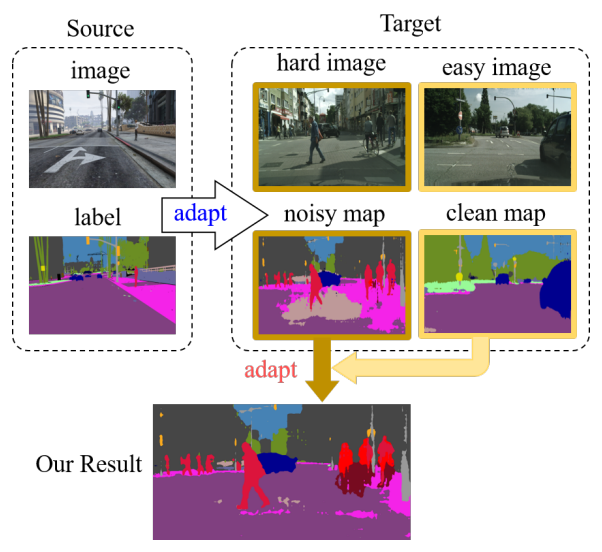 Source
Target
image
hard image
easy image
label
adapt
noisy map
clean map
adapt
Our Result